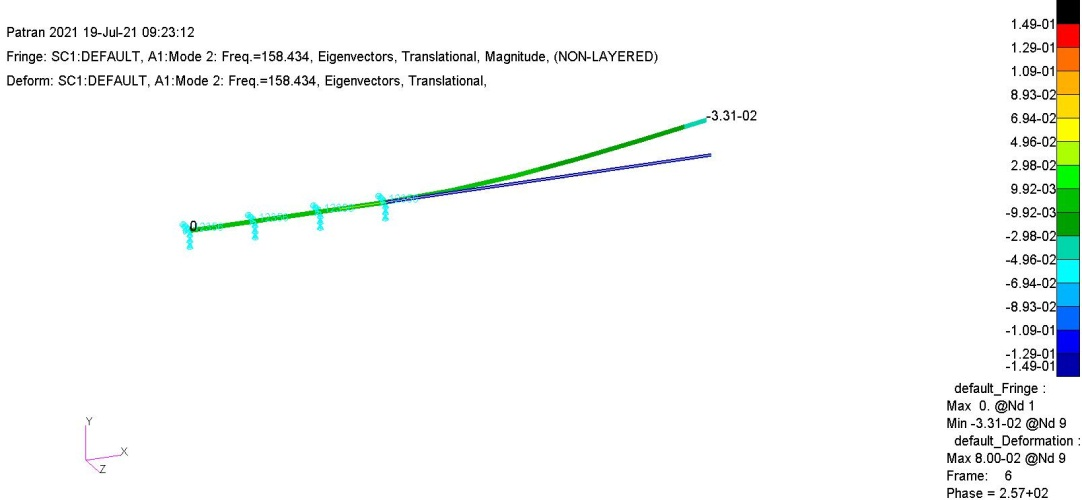 Patran 2021 19-Jul-21 09:23:12
Fringe: SC1:DEFAULT, A1:Mode 2: Freq.=158.434, Eigenvectors, Translational, Magnitude, (NON-LAYERED)
Deform: SC1:DEFAULT, A1:Mode 2: Freq.=158.434, Eigenvectors, Translational,
1.49-01
1.29-01
1.09-01
8.93-02
6.94-02
4.96-02
2.98-02
9.92-03
-9.92-03
-2.98-02
-4.96-02
-6.94-02
-8.93-02
-1.09-01
-1.29-01
-1.49-01
-3.31-02
0.
Y
X
Z
default_Fringe :
Max 0. @Nd 1
Min -3.31-02 @Nd 9
default_Deformation :
Max 8.00-02 @Nd 9
Frame: 6
Phase = 2.57+02